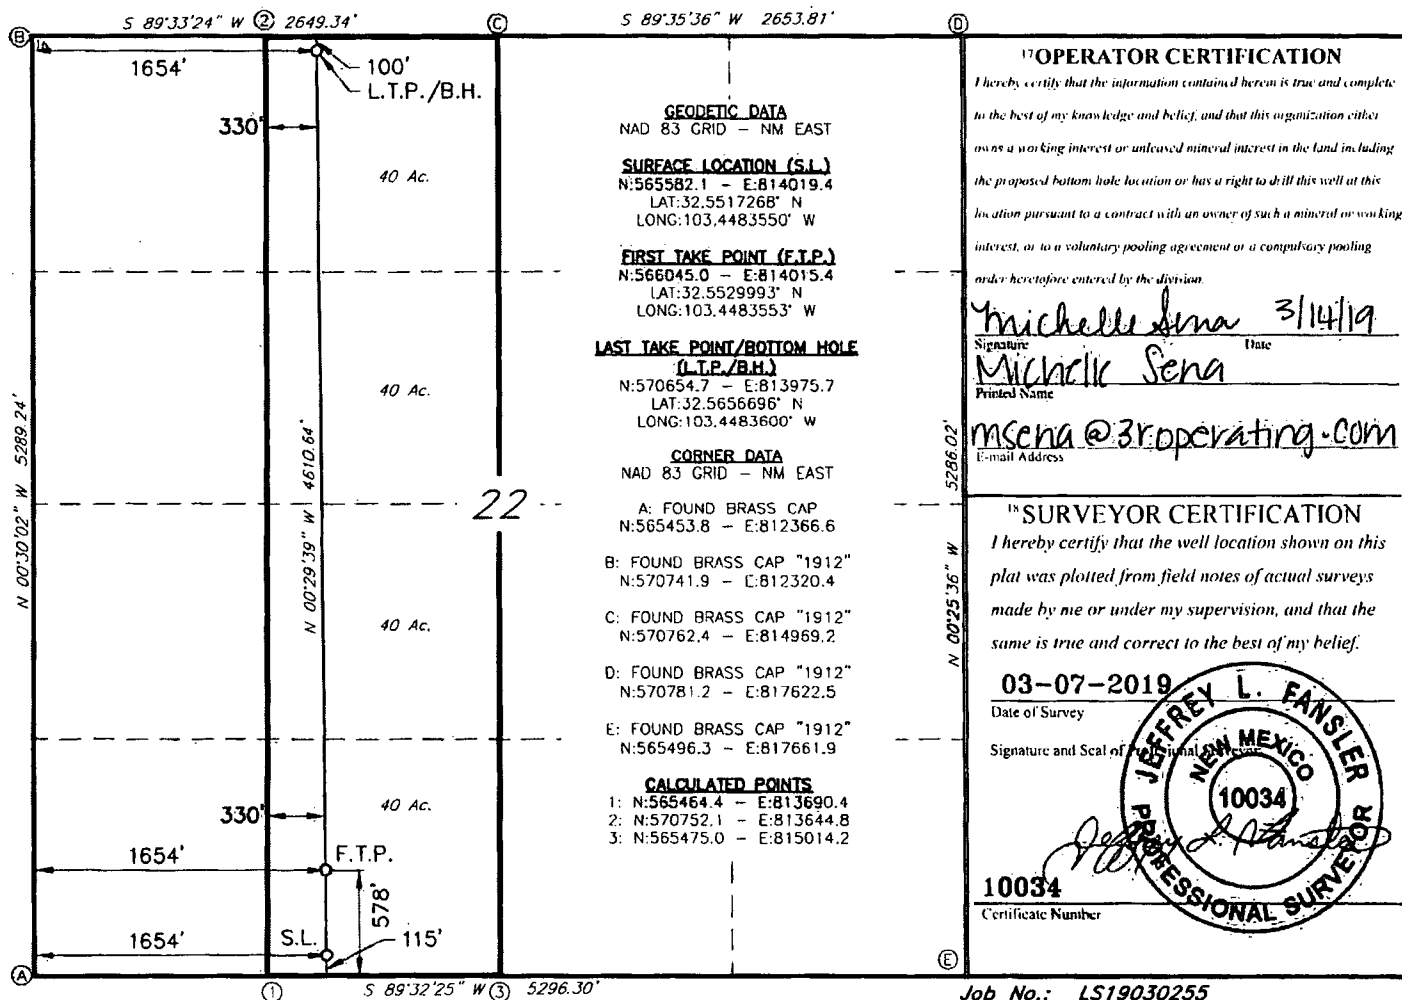 S 89°33'24" W ② 2649.34'
S 89°35'36" W 2653.81'
B
C
D
1654'
100'
L.T.P./B.H.
330'
40 Ac.
40 Ac.
N 00°30'02" W 5289.24'
N 00°29'39" W 4610.64'
22
40 Ac.
330'
40 Ac.
1654'
F.T.P.
578'
1654'
S.L.
115'
A
1
S 89°32'25" W ③ 5296.30'
E
N 00°25'36" W 5286.02'
GEODETIC DATA
NAD 83 GRID – NM EAST
SURFACE LOCATION (S.L.)
N:565582.1 – E:814019.4
LAT:32.5517268° N
LONG:103.4483550° W
FIRST TAKE POINT (F.T.P.)
N:566045.0 – E:814015.4
LAT:32.5529993° N
LONG:103.4483553° W
LAST TAKE POINT/BOTTOM HOLE
(L.T.P./B.H.)
N:570654.7 – E:813975.7
LAT:32.5656696° N
LONG:103.4483600° W
CORNER DATA
NAD 83 GRID – NM EAST
A: FOUND BRASS CAP
N:565453.8 – E:812366.6
B: FOUND BRASS CAP "1912"
N:570741.9 – E:812320.4
C: FOUND BRASS CAP "1912"
N:570762.4 – E:814969.2
D: FOUND BRASS CAP "1912"
N:570781.2 – E:817622.5
E: FOUND BRASS CAP "1912"
N:565496.3 – E:817661.9
CALCULATED POINTS
1: N:565464.4 – E:813690.4
2: N:570752.1 – E:813644.8
3: N:565475.0 – E:815014.2
17 OPERATOR CERTIFICATION
I hereby certify that the information contained herein is true and complete
to the best of my knowledge and belief, and that this organization either
owns a working interest or unleased mineral interest in the land including
the proposed bottom hole location or has a right to drill this well at this
location pursuant to a contract with an owner of such a mineral or working
interest, or to a voluntary pooling agreement or a compulsory pooling
order heretofore entered by the division.
Michelle Sena 3/14/19
Signature Date
Michelle Sena
Printed Name
msena@3roperating.com
E-mail Address
18 SURVEYOR CERTIFICATION
I hereby certify that the well location shown on this
plat was plotted from field notes of actual surveys
made by me or under my supervision, and that the
same is true and correct to the best of my belief.
03-07-2019
Date of Survey
Signature and Seal of Professional Surveyor
JEFFREY L. FANSLER
NEW MEXICO
10034
PROFESSIONAL SURVEYOR
Jeffrey L. Fansler
10034
Certificate Number
Job No.: LS19030255